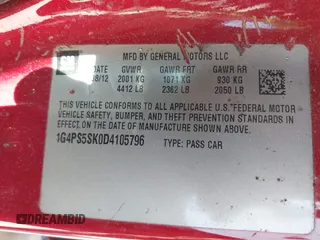 MFD BY GENERAL MOTORS LLC
GM DATE GVWR GAWR FRT GAWR RR
08/12 2001 KG 1071 KG 930 KG
4412 LB 2362 LB 2050 LB
THIS VEHICLE CONFORMS TO ALL APPLICABLE U.S. FEDERAL MOTOR
VEHICLE SAFETY, BUMPER, AND THEFT PREVENTION STANDARDS IN
EFFECT ON THE DATE OF MANUFACTURE SHOWN ABOVE.
1G4PS5SK0D4105796 TYPE: PASS CAR
DREAMBID